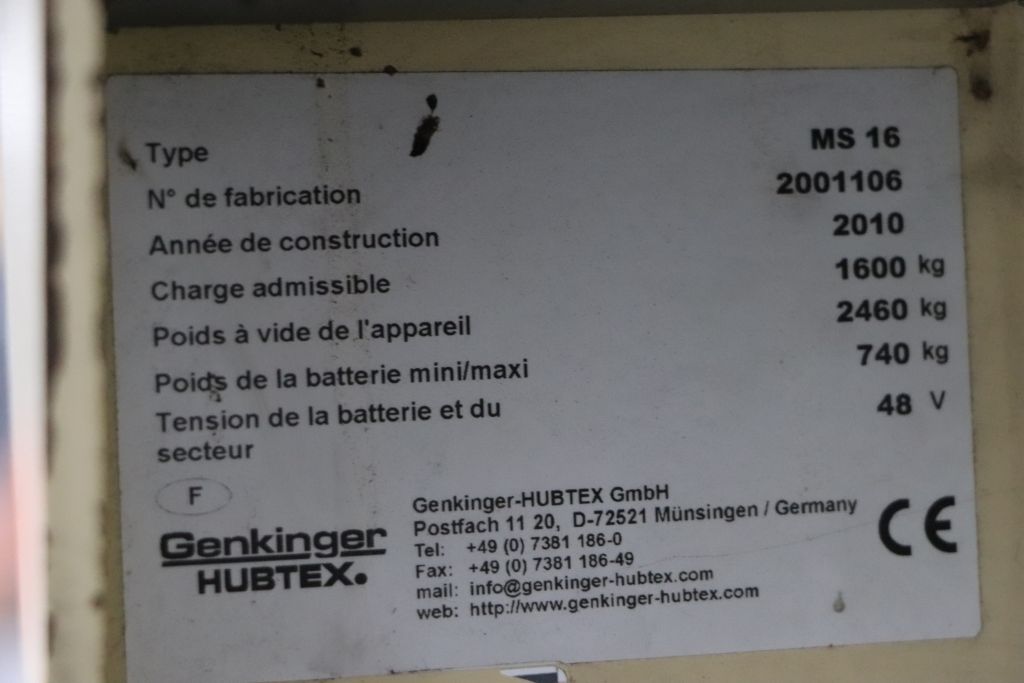 Type MS 16
N° de fabrication 2001106
Année de construction 2010
Charge admissible 1600 kg
Poids à vide de l'appareil 2460 kg
Poids de la batterie mini/maxi 740 kg
Tension de la batterie et du 48 V
secteur
F
Genkinger
HUBTEX.
Genkinger-HUBTEX GmbH
Postfach 11 20, D-72521 Münsingen / Germany
Tel: +49 (0) 7381 186-0
Fax: +49 (0) 7381 186-49
mail: info@genkinger-hubtex.com
web: http://www.genkinger-hubtex.com
CE